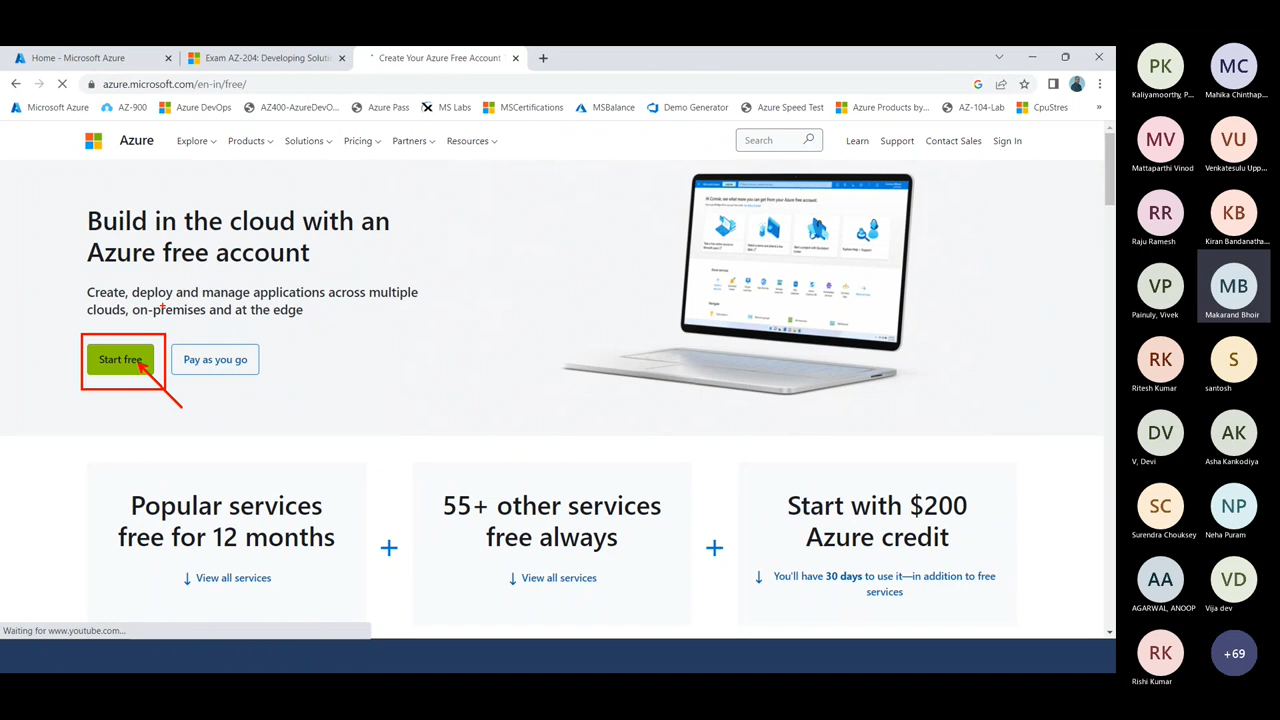 Home - Microsoft Azure
Exam AZ-204: Developing Solutio
Create Your Azure Free Account
azure.microsoft.com/en-in/free/
Microsoft Azure
AZ-900
Azure DevOps
AZ400-AzureDevO...
Azure Pass
MS Labs
MSCertifications
MSBalance
Demo Generator
Azure Speed Test
Azure Products by...
AZ-104-Lab
CpuStres
»
Azure
Explore
Products
Solutions
Pricing
Partners
Resources
Search
Learn
Support
Contact Sales
Sign In
Build in the cloud with an
Azure free account
Create, deploy and manage applications across multiple
clouds, on-premises and at the edge
Start free
Pay as you go
Popular services
free for 12 months
View all services
+
55+ other services
free always
View all services
+
Start with $200
Azure credit
You'll have 30 days to use it—in addition to free
services
Waiting for www.youtube.com...
PK
Kaliyamoorthy, P...
MC
Mahika Chinthap...
MV
Mattaparthi Vinod
VU
Venkatesulu Upp...
RR
Raju Ramesh
KB
Kiran Bandanatha...
VP
Painuly, Vivek
MB
Makarand Bhoir
RK
Ritesh Kumar
S
santosh
DV
V, Devi
AK
Asha Kankodiya
SC
Surendra Chouksey
NP
Neha Puram
AA
AGARWAL, ANOOP
VD
Vija dev
RK
Rishi Kumar
+69